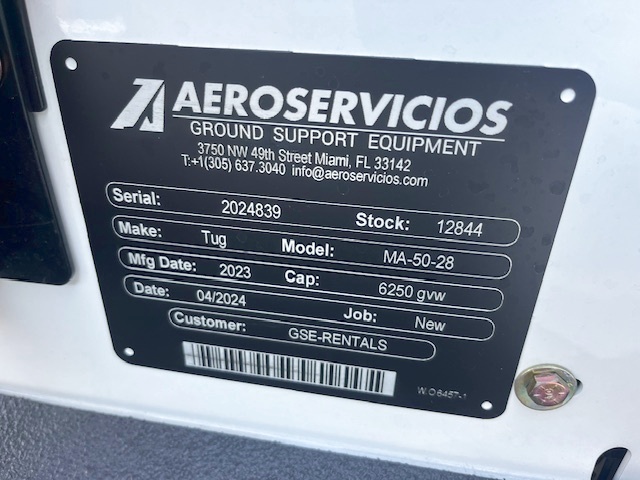 AEROSERVICIOS
GROUND SUPPORT EQUIPMENT
3750 NW 49th Street Miami, FL 33142
T:+1(305) 637.3040 info@aeroservicios.com
Serial: 2024839 Stock: 12844
Make: Tug Model: MA-50-28
Mfg Date: 2023 Cap: 6250 gvw
Date: 04/2024 Job: New
Customer: GSE-RENTALS
W.O 6457-1